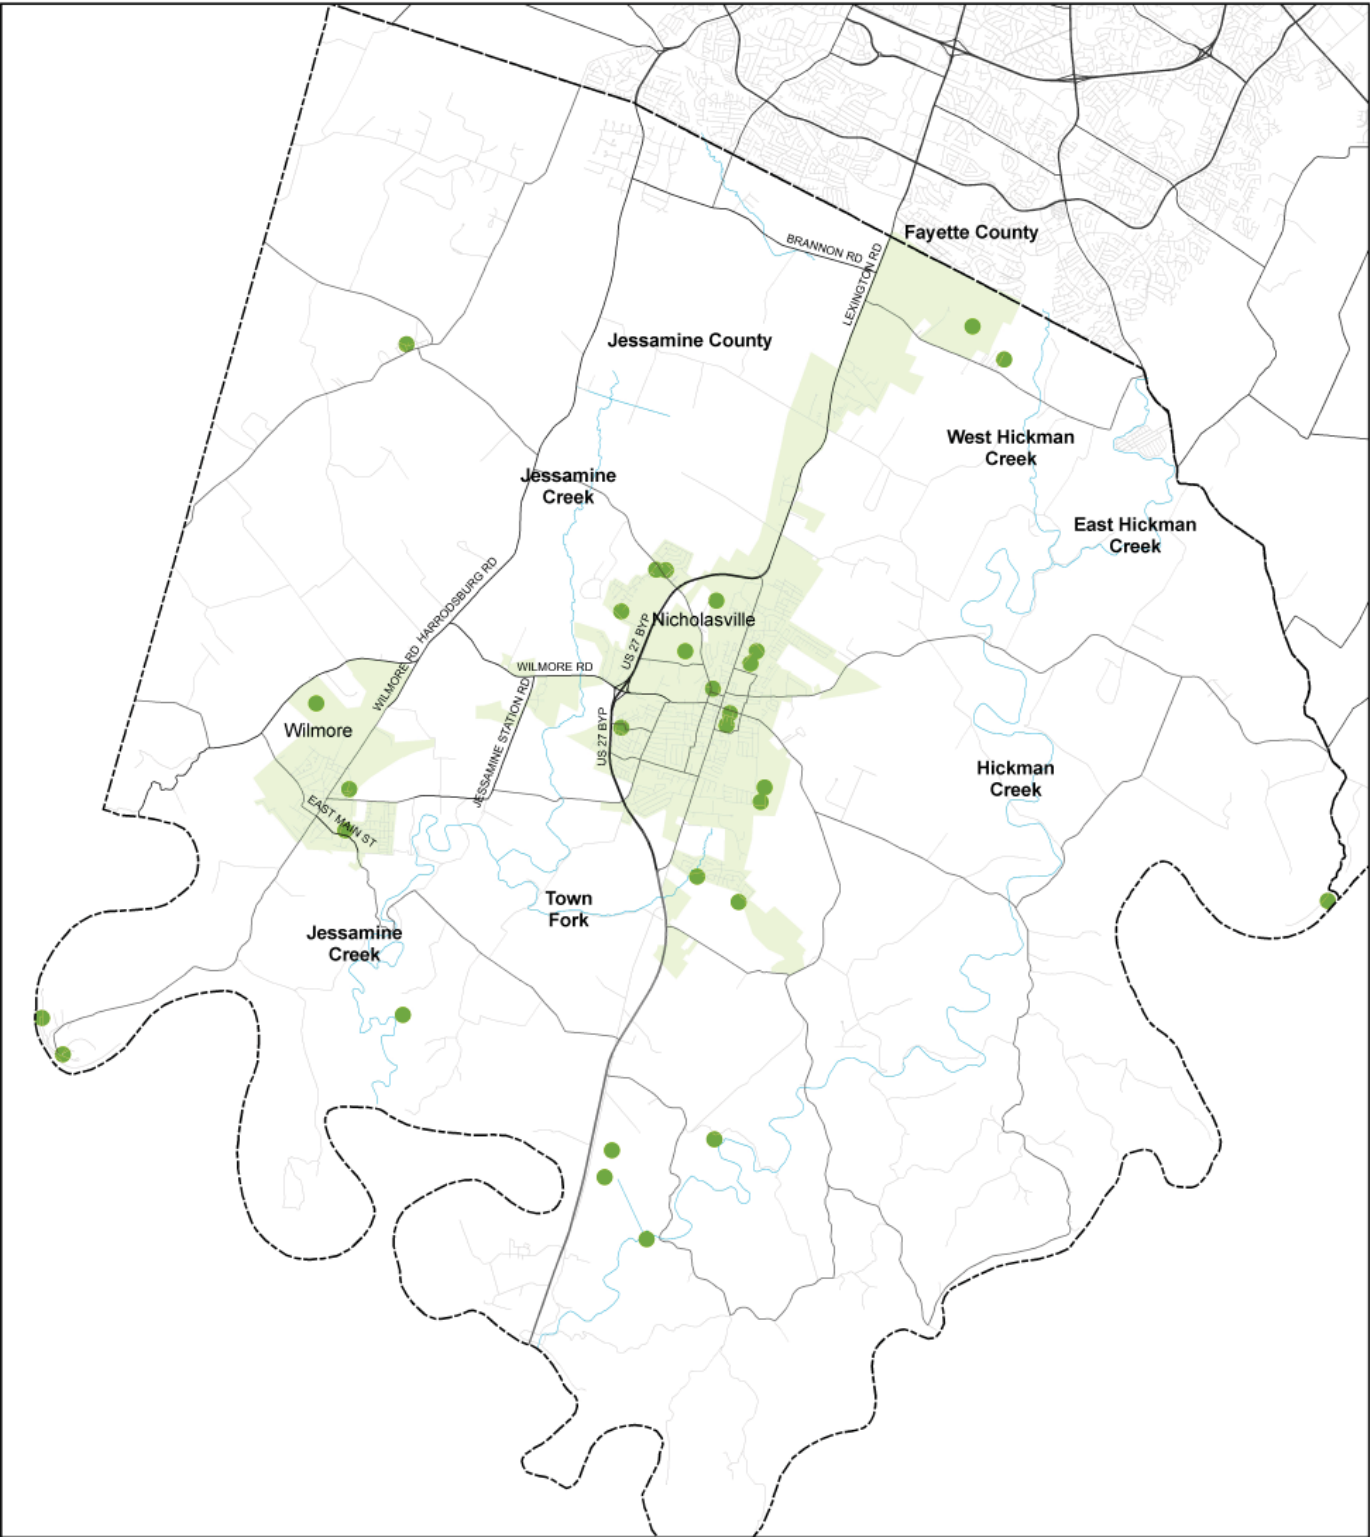 Fayette County
BRANNON RD
LEXINGTON RD
Jessamine County
West Hickman
Creek
Jessamine
Creek
East Hickman
Creek
HARRODSBURG RD
Nicholasville
US 27 BYP
WILMORE RD
WILMORE RD
JESSAMINE STATION RD
Wilmore
US 27 BYP
Hickman
Creek
EAST MAIN ST
Town
Fork
Jessamine
Creek